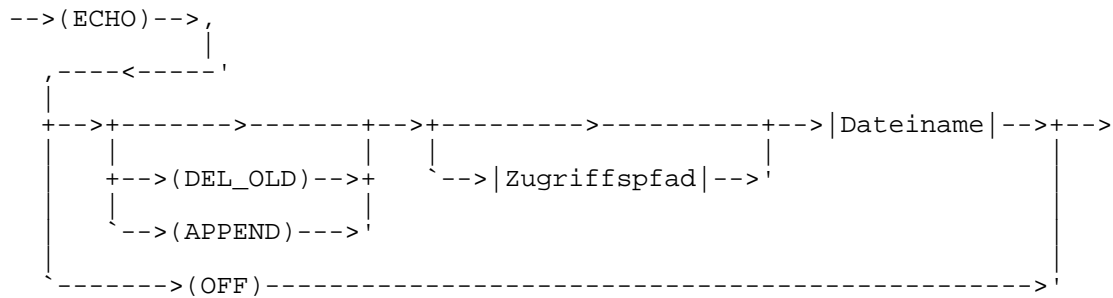 -->(ECHO)-->,
            |
  ,----<-----'
  |
  +-->+------->-------+-->+--------->----------+-->|Dateiname|-->+-->
  |   |               |   |                    |                 |
  |   +-->(DEL_OLD)-->+   `-->|Zugriffspfad|-->'                 |
  |   |               |                                          |
  |   `-->(APPEND)--->'                                          |
  |                                                              |
  `------->(OFF)------------------------------------------------>'